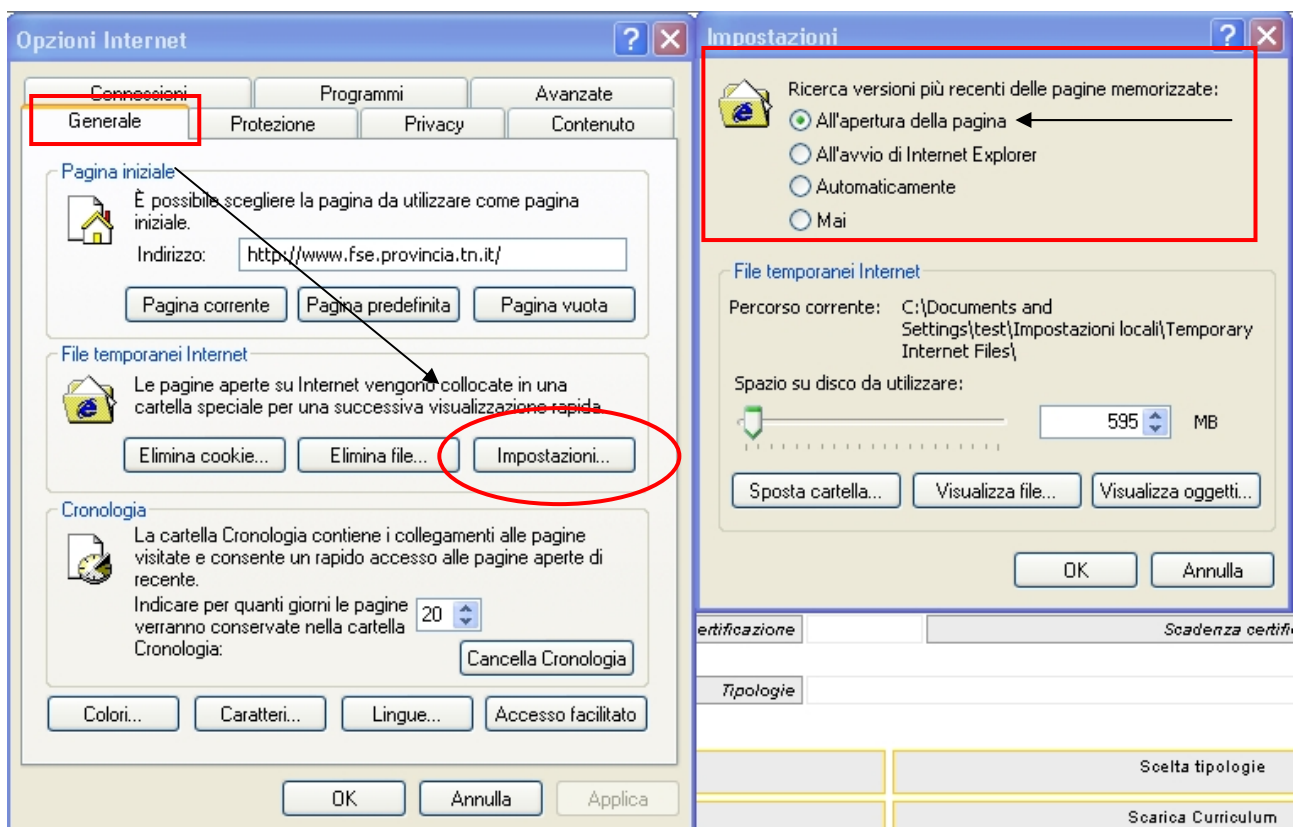 Opzioni Internet
Connessioni
Programmi
Avanzate
Generale
Protezione
Privacy
Contenuto
Pagina iniziale
È possibile scegliere la pagina da utilizzare come pagina
iniziale.
Indirizzo:
http://www.fse.provincia.tn.it/
Pagina corrente
Pagina predefinita
Pagina vuota
File temporanei Internet
Le pagine aperte su Internet vengono collocate in una
cartella speciale per una successiva visualizzazione rapida.
Elimina cookie...
Elimina file...
Impostazioni...
Cronologia
La cartella Cronologia contiene i collegamenti alle pagine
visitate e consente un rapido accesso alle pagine aperte di
recente.
Indicare per quanti giorni le pagine
verranno conservate nella cartella
Cronologia:
20
Cancella Cronologia
Colori...
Caratteri...
Lingue...
Accesso facilitato
OK
Annulla
Applica
Impostazioni
Ricerca versioni più recenti delle pagine memorizzate:
All'apertura della pagina
All'avvio di Internet Explorer
Automaticamente
Mai
File temporanei Internet
Percorso corrente:
C:\Documents and
Settings\test\Impostazioni locali\Temporary
Internet Files\
Spazio su disco da utilizzare:
595
MB
Sposta cartella...
Visualizza file...
Visualizza oggetti...
OK
Annulla
ertificazione
Scadenza certifi
Tipologie
Scelta tipologie
Scarica Curriculum